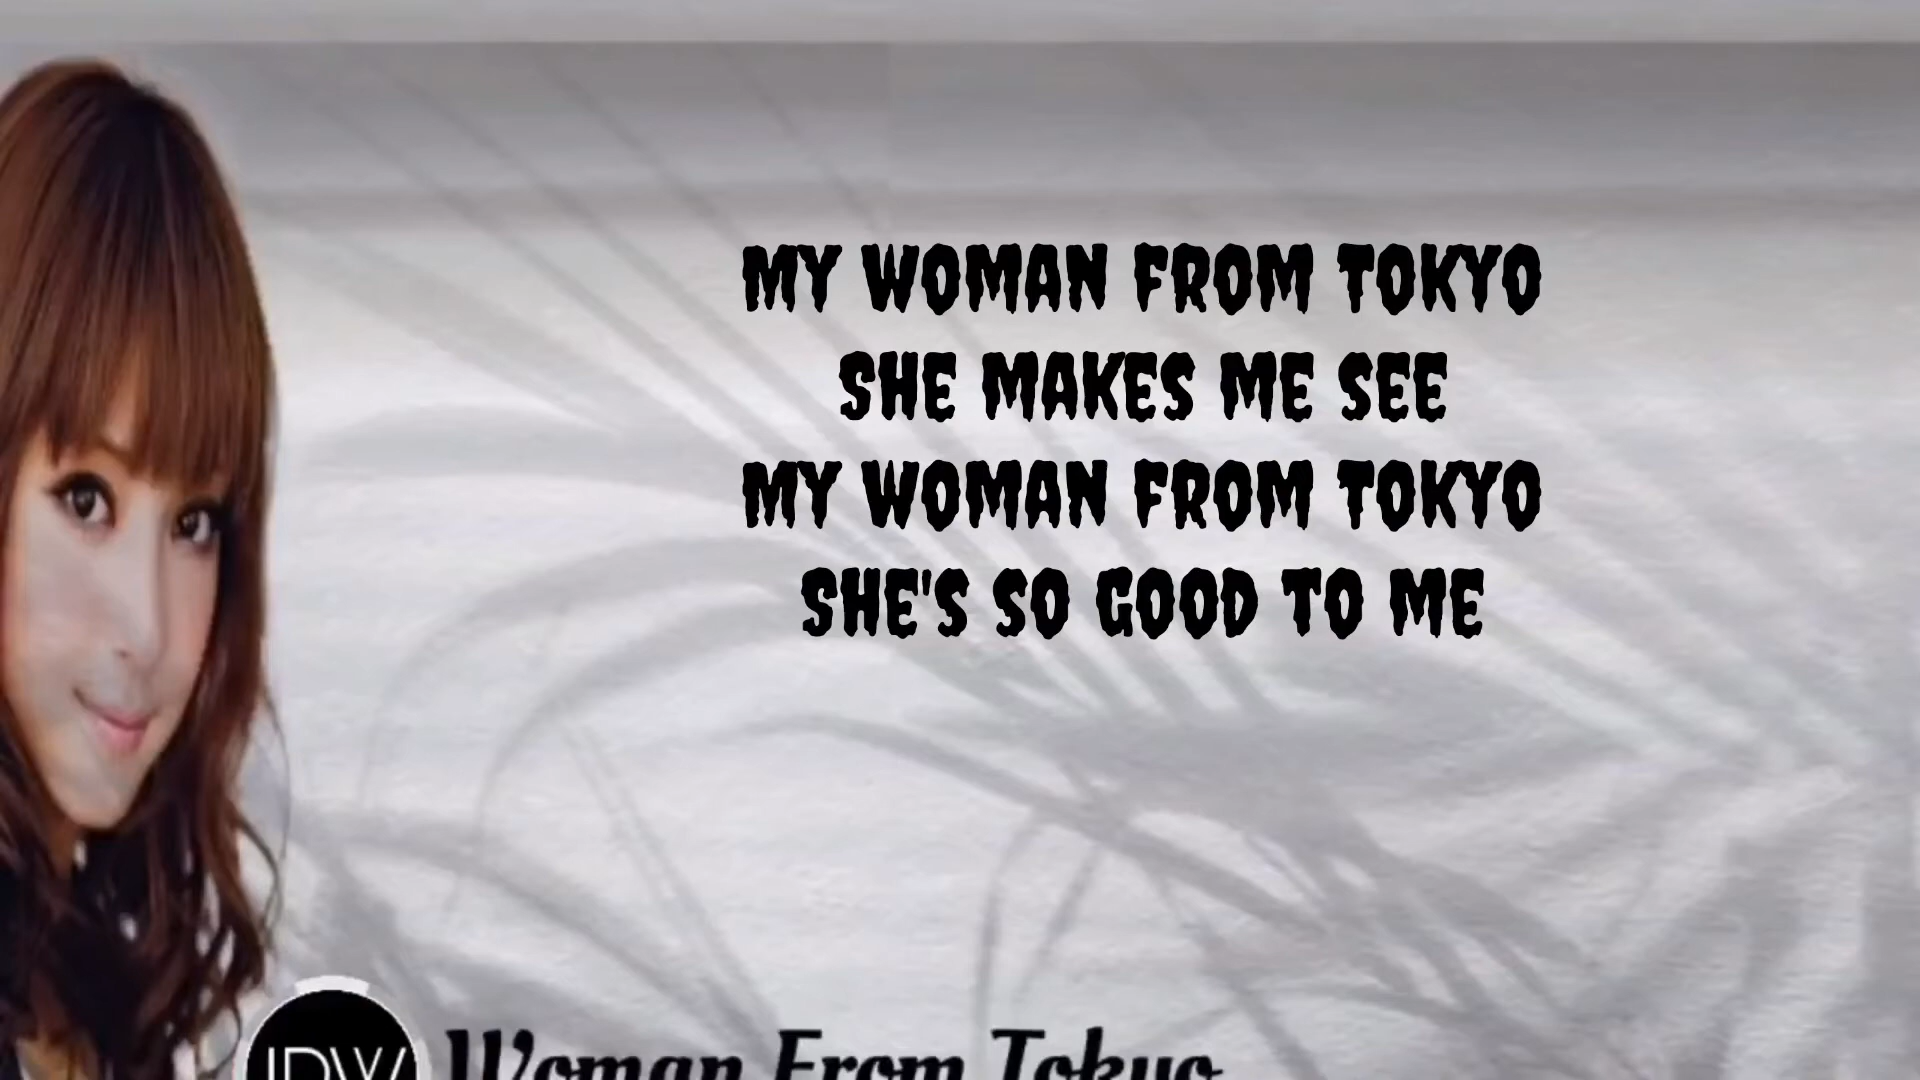 MY WOMAN FROM TOKYO
SHE MAKES ME SEE
MY WOMAN FROM TOKYO
SHE'S SO GOOD TO ME
JDW Woman From Tokyo